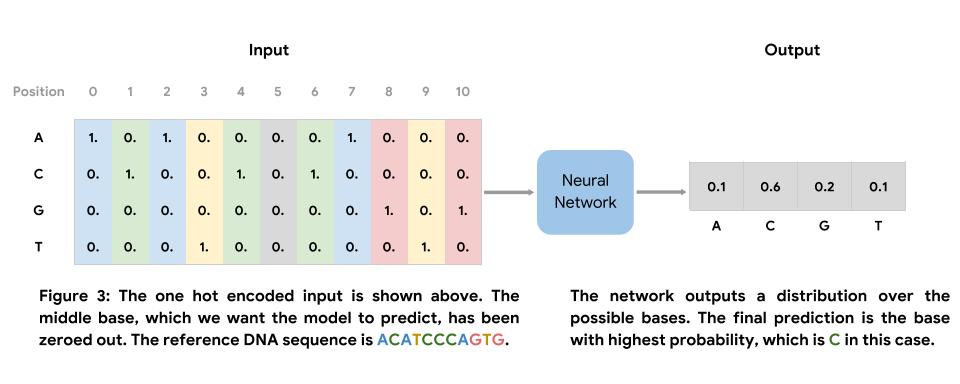 Input
Output
Position 0 1 2 3 4 5 6 7 8 9 10
A 1. 0. 1. 0. 0. 0. 0. 1. 0. 0. 0.
C 0. 1. 0. 0. 1. 0. 1. 0. 0. 0. 0.
G 0. 0. 0. 0. 0. 0. 0. 0. 1. 0. 1.
T 0. 0. 0. 1. 0. 0. 0. 0. 0. 1. 0.
Neural
Network
0.1 0.6 0.2 0.1
A C G T
Figure 3: The one hot encoded input is shown above. The
middle base, which we want the model to predict, has been
zeroed out. The reference DNA sequence is ACATCCCAGTG.
The network outputs a distribution over the
possible bases. The final prediction is the base
with highest probability, which is C in this case.